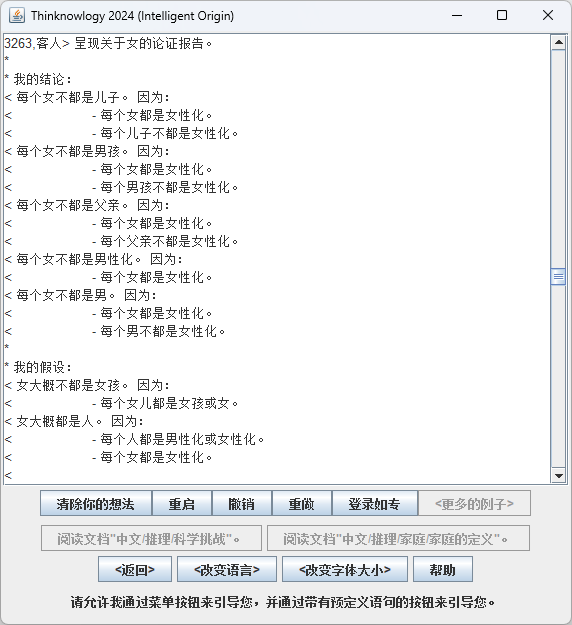 Thinknowlogy 2024 (Intelligent Origin)
3263,客人> 呈现关于女的论证报告。
*
* 我的结论：
< 每个女不都是儿子。 因为：
< - 每个女都是女性化。
< - 每个儿子不都是女性化。
< 每个女不都是男孩。 因为：
< - 每个女都是女性化。
< - 每个男孩不都是女性化。
< 每个女不都是父亲。 因为：
< - 每个女都是女性化。
< - 每个父亲不都是女性化。
< 每个女不都是男性化。 因为：
< - 每个女都是女性化。
< 每个女不都是男。 因为：
< - 每个女都是女性化。
< - 每个男不都是女性化。
*
* 我的假设：
< 女大概不都是女孩。 因为：
< - 每个女儿都是女孩或女。
< 女大概都是人。 因为：
< - 每个人都是男性化或女性化。
< - 每个女都是女性化。
<
清除你的想法 重启 撤销 重做 登录如专 <更多的例子>
阅读文档"中文/推理/科学挑战"。 阅读文档"中文/推理/家庭/家庭的定义"。
<返回> <改变语言> <改变字体大小> 帮助
请允许我通过菜单按钮来引导您，并通过带有预定义语句的按钮来引导您。